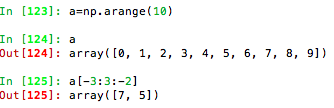 In [123]: a=np.arange(10)
In [124]: a
Out[124]: array([0, 1, 2, 3, 4, 5, 6, 7, 8, 9])
In [125]: a[-3:3:-2]
Out[125]: array([7, 5])